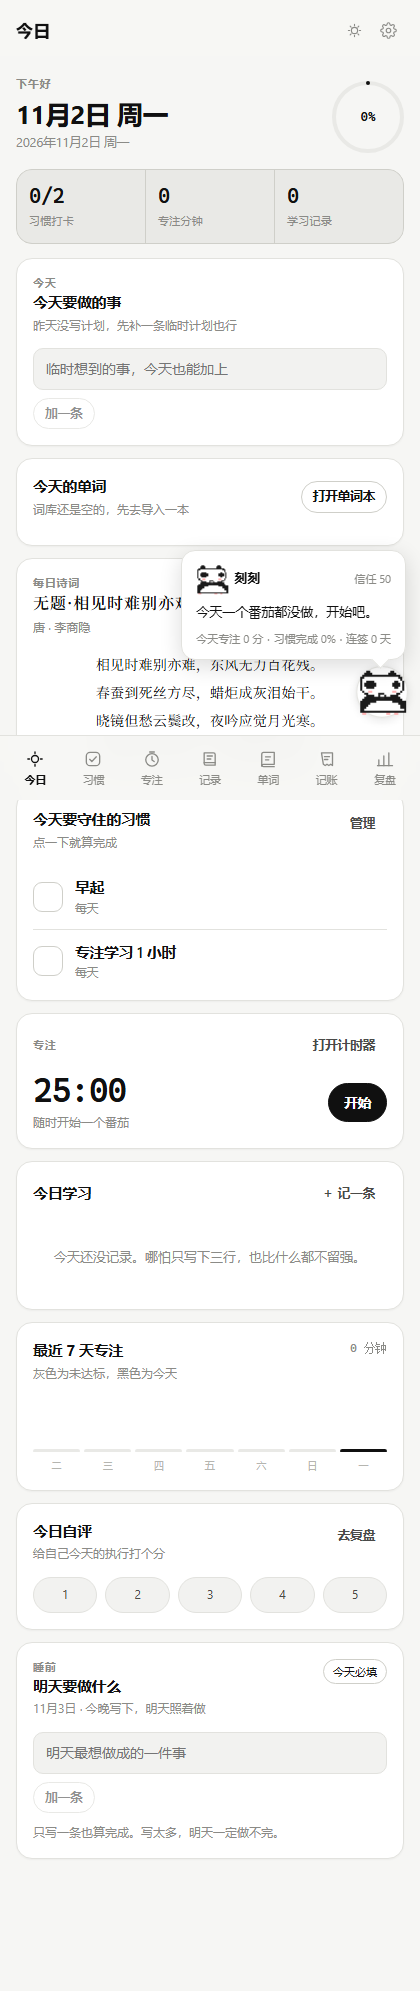 今日
下午好
11月2日 周一
2026年11月2日 周一
0%
0/2
习惯打卡
0
专注分钟
0
学习记录
今天
今天要做的事
昨天没写计划，先补一条临时计划也行
临时想到的事，今天也能加上
加一条
今天的单词
词库还是空的，先去导入一本
打开单词本
每日诗词
无题·相见时难别亦
唐 · 李商隐
刻刻
信任 50
今天一个番茄都没做，开始吧。
今天专注 0 分 · 习惯完成 0% · 连签 0 天
相见时难别亦难，东风无力百花残。
春蚕到死丝方尽，蜡炬成灰泪始干。
晓镜但愁云鬓改，夜吟应觉月光寒。
今日
习惯
专注
记录
单词
记账
复盘
今天要守住的习惯
点一下就算完成
管理
早起
每天
专注学习 1 小时
每天
专注
打开计时器
25:00
随时开始一个番茄
开始
今日学习
+ 记一条
今天还没记录。哪怕只写下三行，也比什么都不留强。
最近 7 天专注
0 分钟
灰色为未达标，黑色为今天
二 三 四 五 六 日 一
今日自评
给自己今天的执行打个分
去复盘
1 2 3 4 5
睡前
明天要做什么
今天必填
11月3日 · 今晚写下，明天照着做
明天最想做成的一件事
加一条
只写一条也算完成。写太多，明天一定做不完。